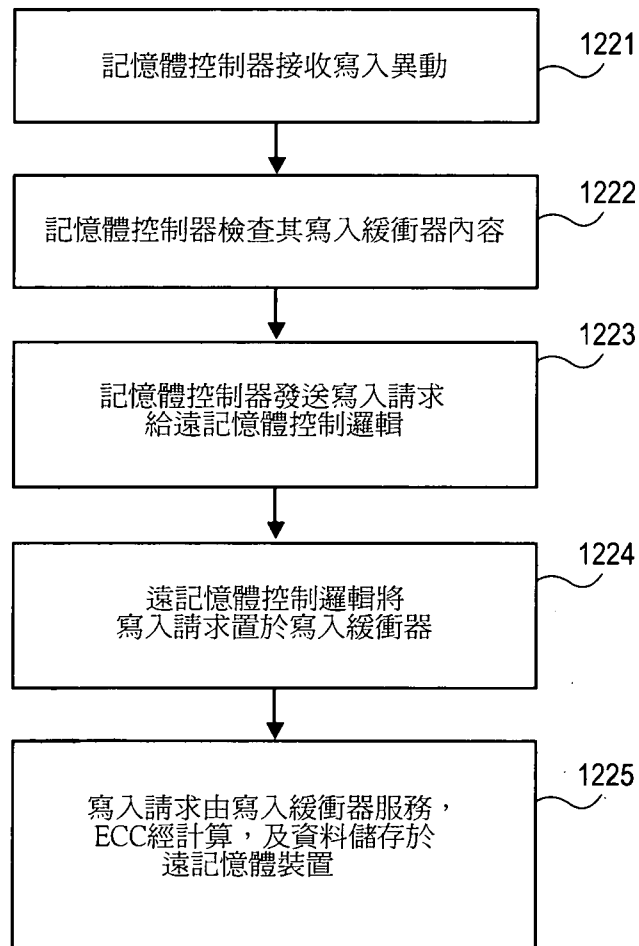 記憶體控制器接收寫入異動
1221
記憶體控制器檢查其寫入緩衝器內容
1222
記憶體控制器發送寫入請求
給遠記憶體控制邏輯
1223
遠記憶體控制邏輯將
寫入請求置於寫入緩衝器
1224
寫入請求由寫入緩衝器服務，
ECC經計算，及資料儲存於
遠記憶體裝置
1225